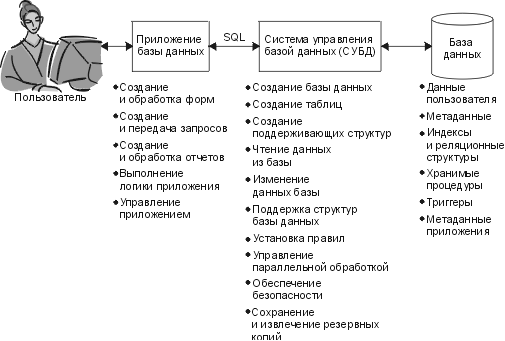 Пользователь
Приложение
базы данных
SQL
Система управления
базой данных (СУБД)
База
данных
• Создание
и обработка форм
• Создание
и передача запросов
• Создание
и обработка отчетов
• Выполнение
логики приложения
• Управление
приложением
• Создание базы данных
• Создание таблиц
• Создание
поддерживающих структур
• Чтение данных
из базы
• Изменение
данных базы
• Поддержка структур
базы данных
• Установка правил
• Управление
параллельной обработкой
• Обеспечение
безопасности
• Сохранение
и извлечение резервных
копий
• Данные
пользователя
• Метаданные
• Индексы
и реляционные
структуры
• Хранимые
процедуры
• Триггеры
• Метаданные
приложения